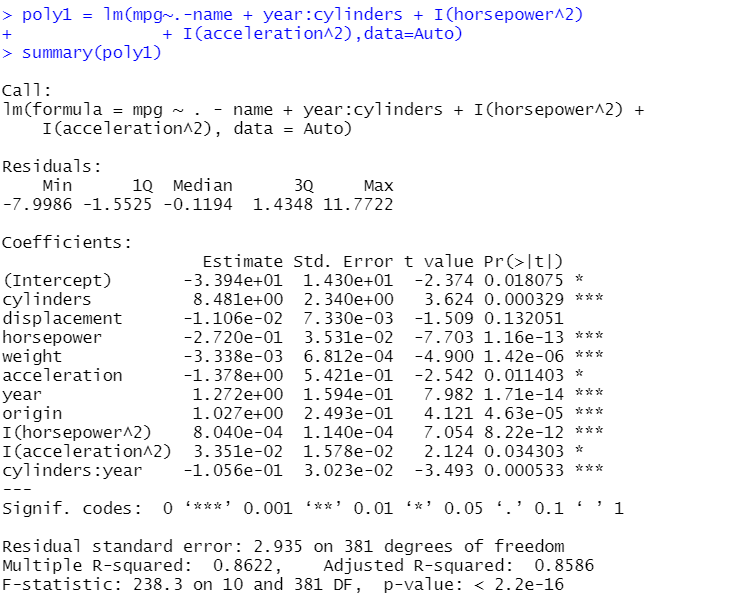 > poly1 = lm(mpg~.-name + year:cylinders + I(horsepower^2)
+ + I(acceleration^2),data=Auto)
> summary(poly1)
Call:
lm(formula = mpg ~ . - name + year:cylinders + I(horsepower^2) +
I(acceleration^2), data = Auto)
Residuals:
Min 1Q Median 3Q Max
-7.9986 -1.5525 -0.1194 1.4348 11.7722
Coefficients:
Estimate Std. Error t value Pr(>|t|)
(Intercept) -3.394e+01 1.430e+01 -2.374 0.018075 *
cylinders 8.481e+00 2.340e+00 3.624 0.000329 ***
displacement -1.106e-02 7.330e-03 -1.509 0.132051
horsepower -2.720e-01 3.531e-02 -7.703 1.16e-13 ***
weight -3.338e-03 6.812e-04 -4.900 1.42e-06 ***
acceleration -1.378e+00 5.421e-01 -2.542 0.011403 *
year 1.272e+00 1.594e-01 7.982 1.71e-14 ***
origin 1.027e+00 2.493e-01 4.121 4.63e-05 ***
I(horsepower^2) 8.040e-04 1.140e-04 7.054 8.22e-12 ***
I(acceleration^2) 3.351e-02 1.578e-02 2.124 0.034303 *
cylinders:year -1.056e-01 3.023e-02 -3.493 0.000533 ***
---
Signif. codes: 0 ‘***’ 0.001 ‘**’ 0.01 ‘*’ 0.05 ‘.’ 0.1 ‘ ’ 1
Residual standard error: 2.935 on 381 degrees of freedom
Multiple R-squared: 0.8622, Adjusted R-squared: 0.8586
F-statistic: 238.3 on 10 and 381 DF, p-value: < 2.2e-16